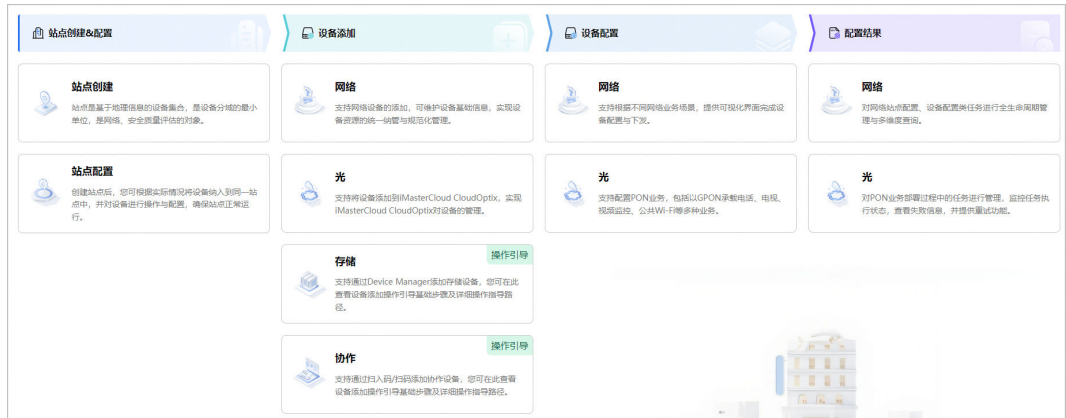 站点创建&配置
站点创建
站点是基于地理信息的设备集合，是设备分域的最小
单位，是网络、安全质量评估的对象。
站点配置
创建站点后，您可根据实际情况将设备纳入到同一站
点中，并对设备进行操作与配置，确保站点正常运
行。
设备添加
网络
支持网络设备的添加，可维护设备基础信息，实现设
备资源的统一纳管与规范化管理。
光
支持将设备添加到iMasterCloud CloudOptix，实现
iMasterCloud CloudOptix对设备的管理。
操作引导
存储
支持通过Device Manager添加存储设备，您可在此
查看设备添加操作引导基础步骤及详细操作指导路
径。
操作引导
协作
支持通过扫入码/扫码添加协作设备，您可在此查看
设备添加操作引导基础步骤及详细操作指导路径。
设备配置
网络
支持根据不同网络业务场景，提供可视化界面完成设
备配置与下发。
光
支持配置PON业务，包括以GPON承载电话、电视、
视频监控、公共Wi-Fi等多种业务。
配置结果
网络
对网络站点配置、设备配置类任务进行全生命周期管
理与多维度查询。
光
对PON业务部署过程中的任务进行管理，监控任务执
行状态，查看失败信息，并提供重试功能。